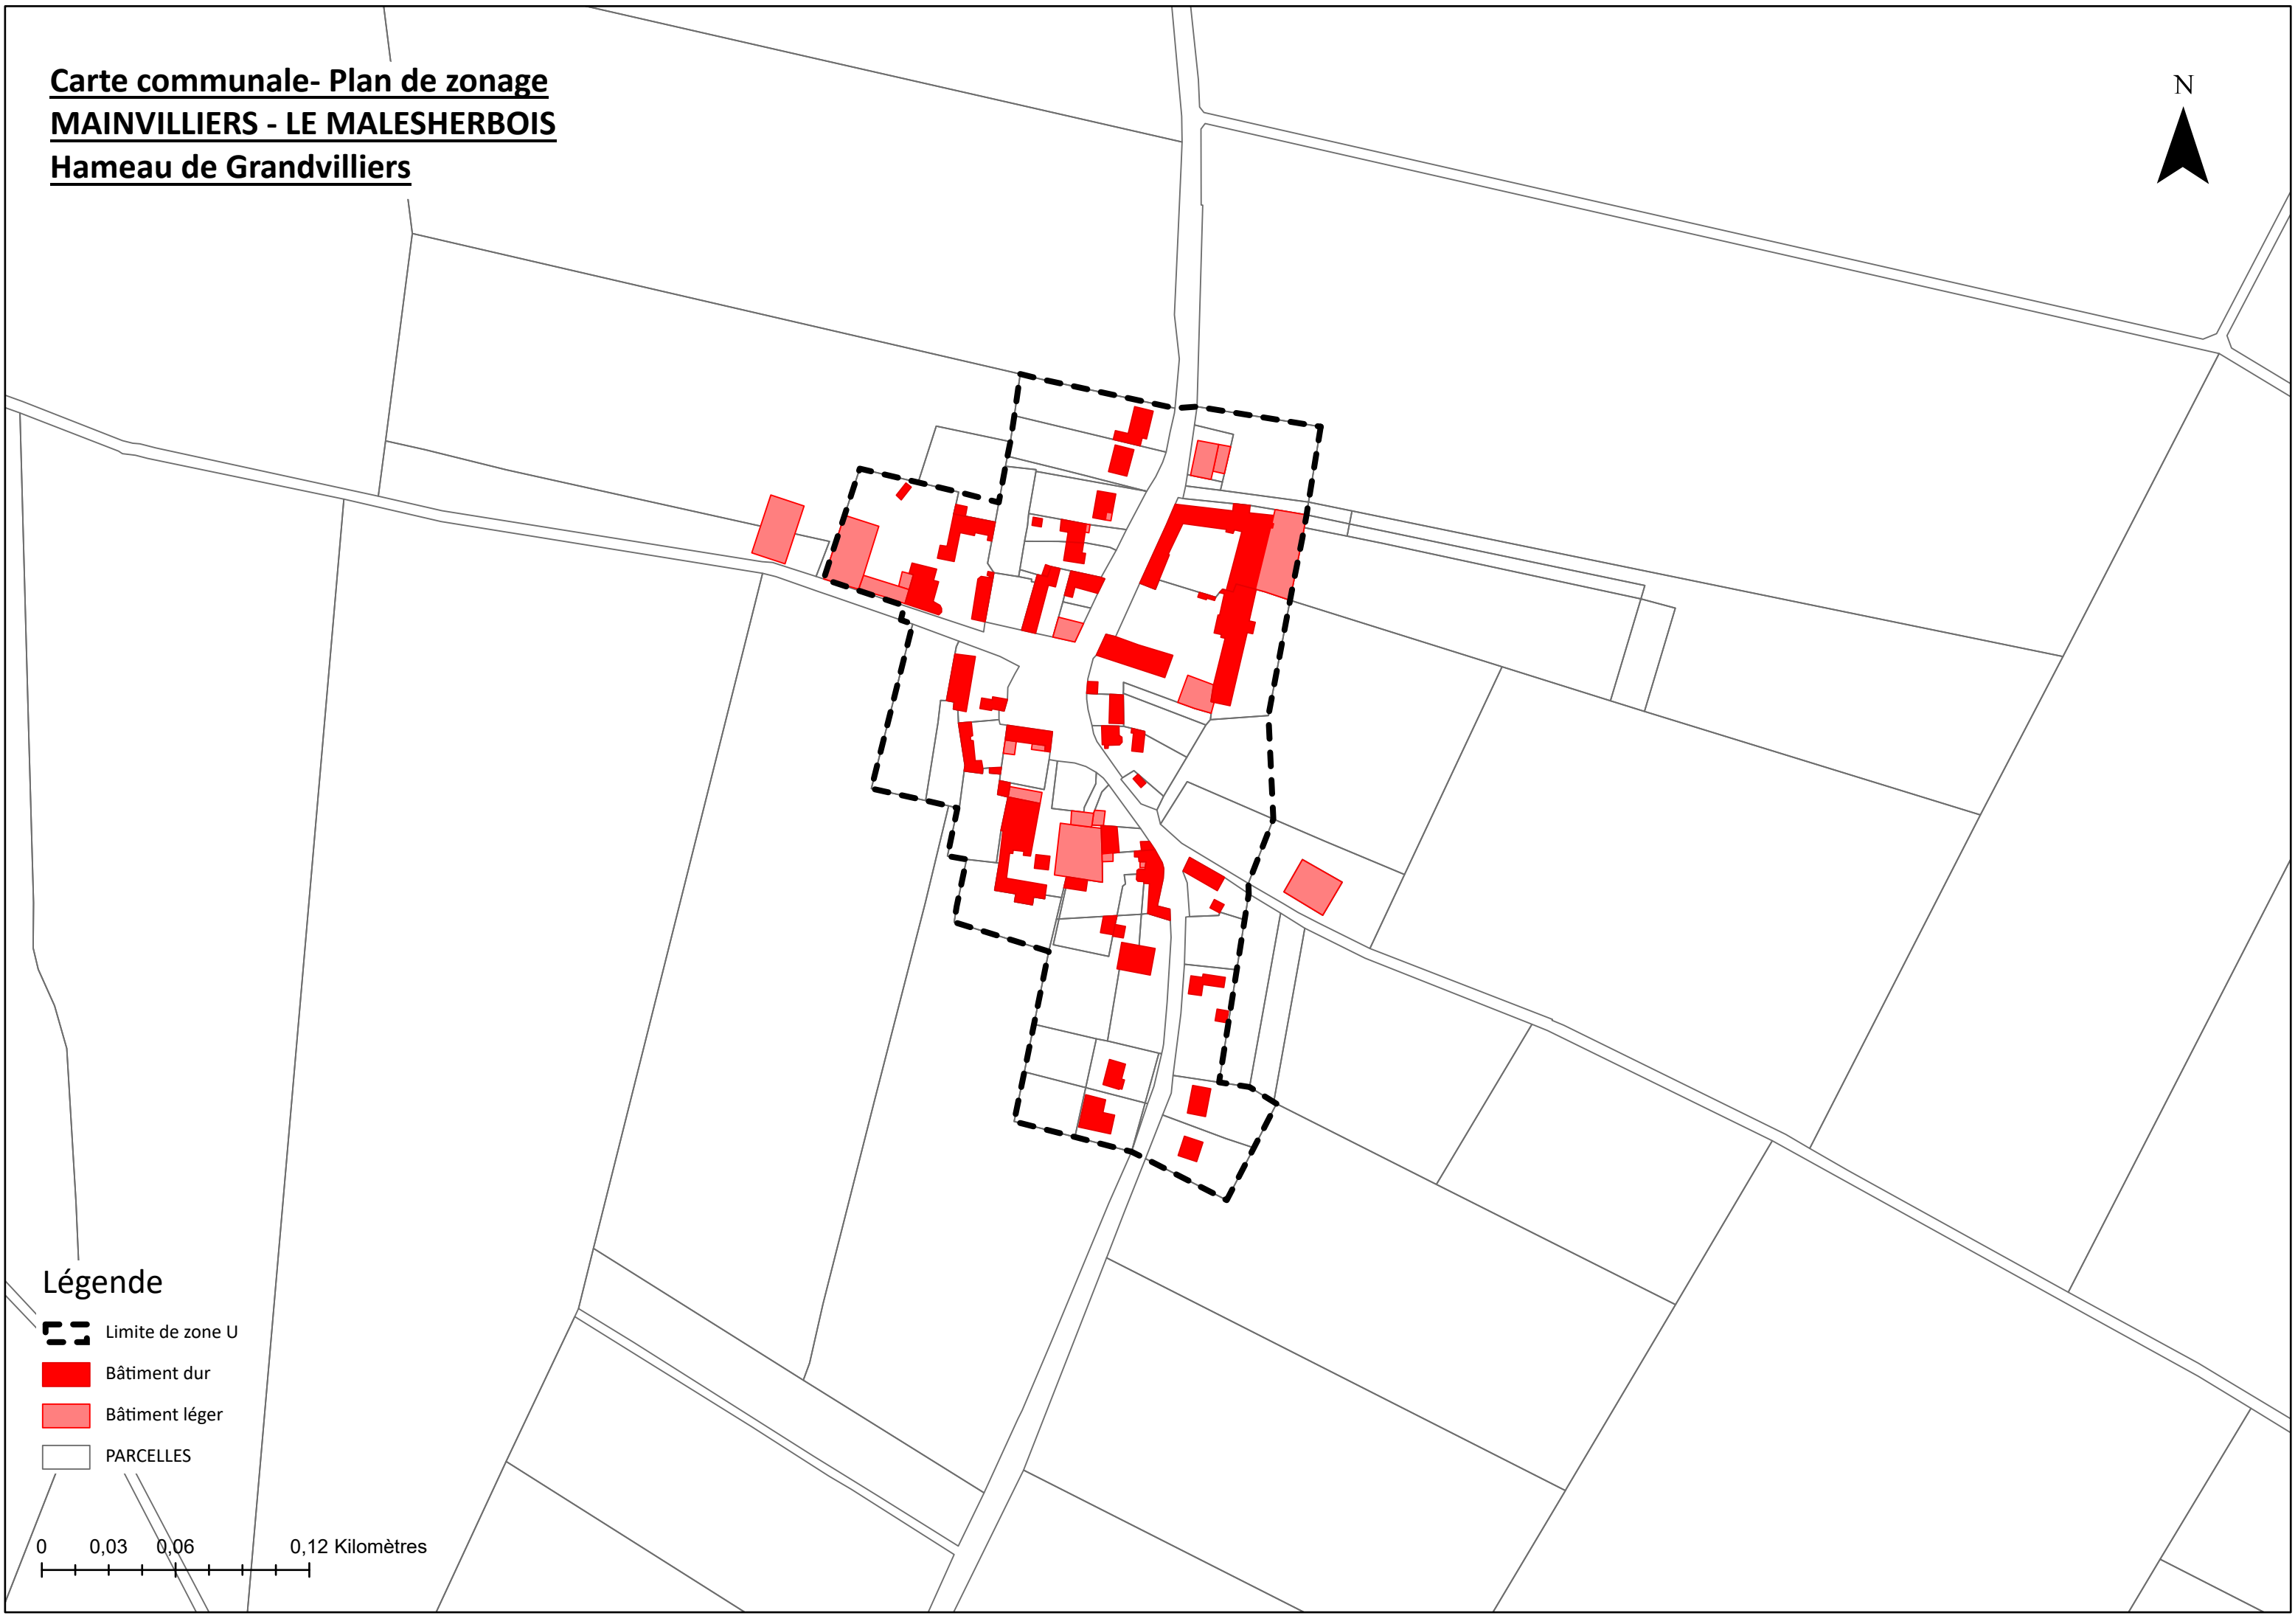 Carte communale- Plan de zonage
MAINVILLIERS - LE MALESHERBOIS
Hameau de Grandvilliers
N
Légende
Limite de zone U
Bâtiment dur
Bâtiment léger
PARCELLES
0 0,03 0,06 0,12 Kilomètres